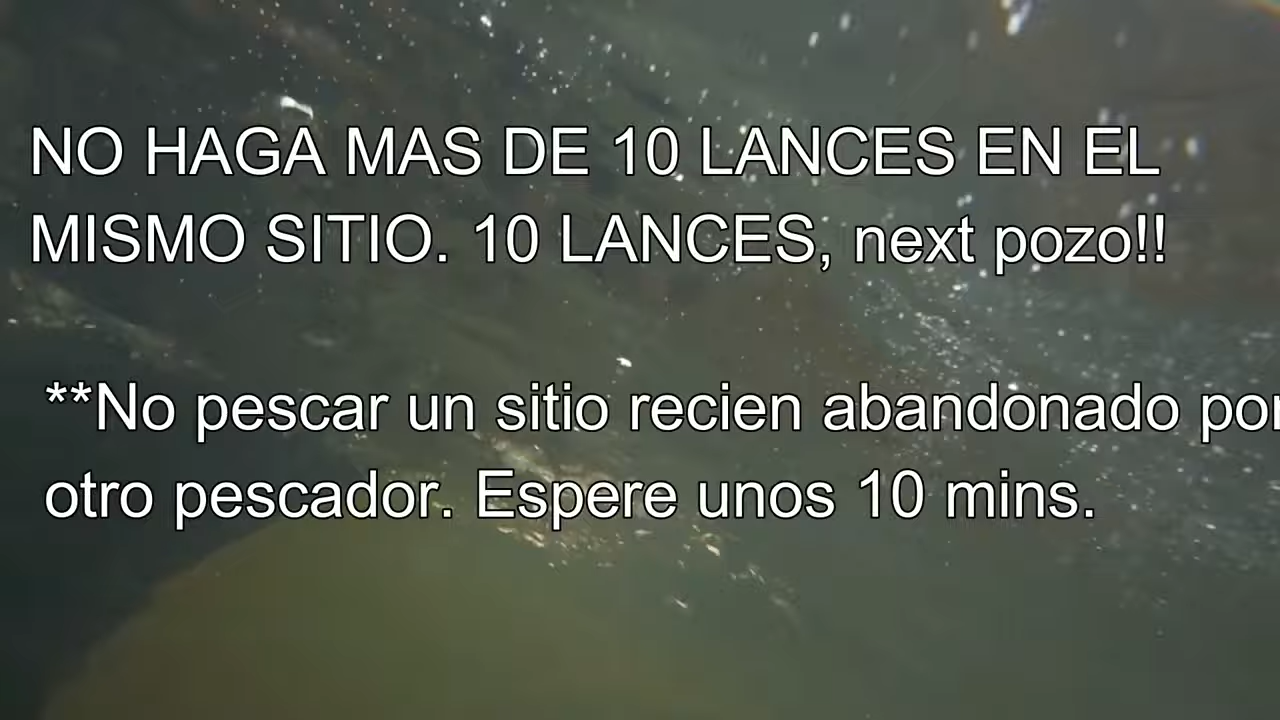 NO HAGA MAS DE 10 LANCES EN EL
MISMO SITIO. 10 LANCES, next pozo!!
**No pescar un sitio recien abandonado por
otro pescador. Espere unos 10 mins.